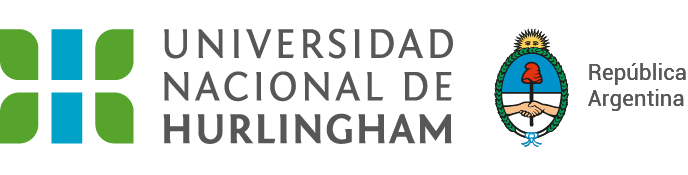 UNIVERSIDAD
NACIONAL DE
HURLINGHAM
República
Argentina